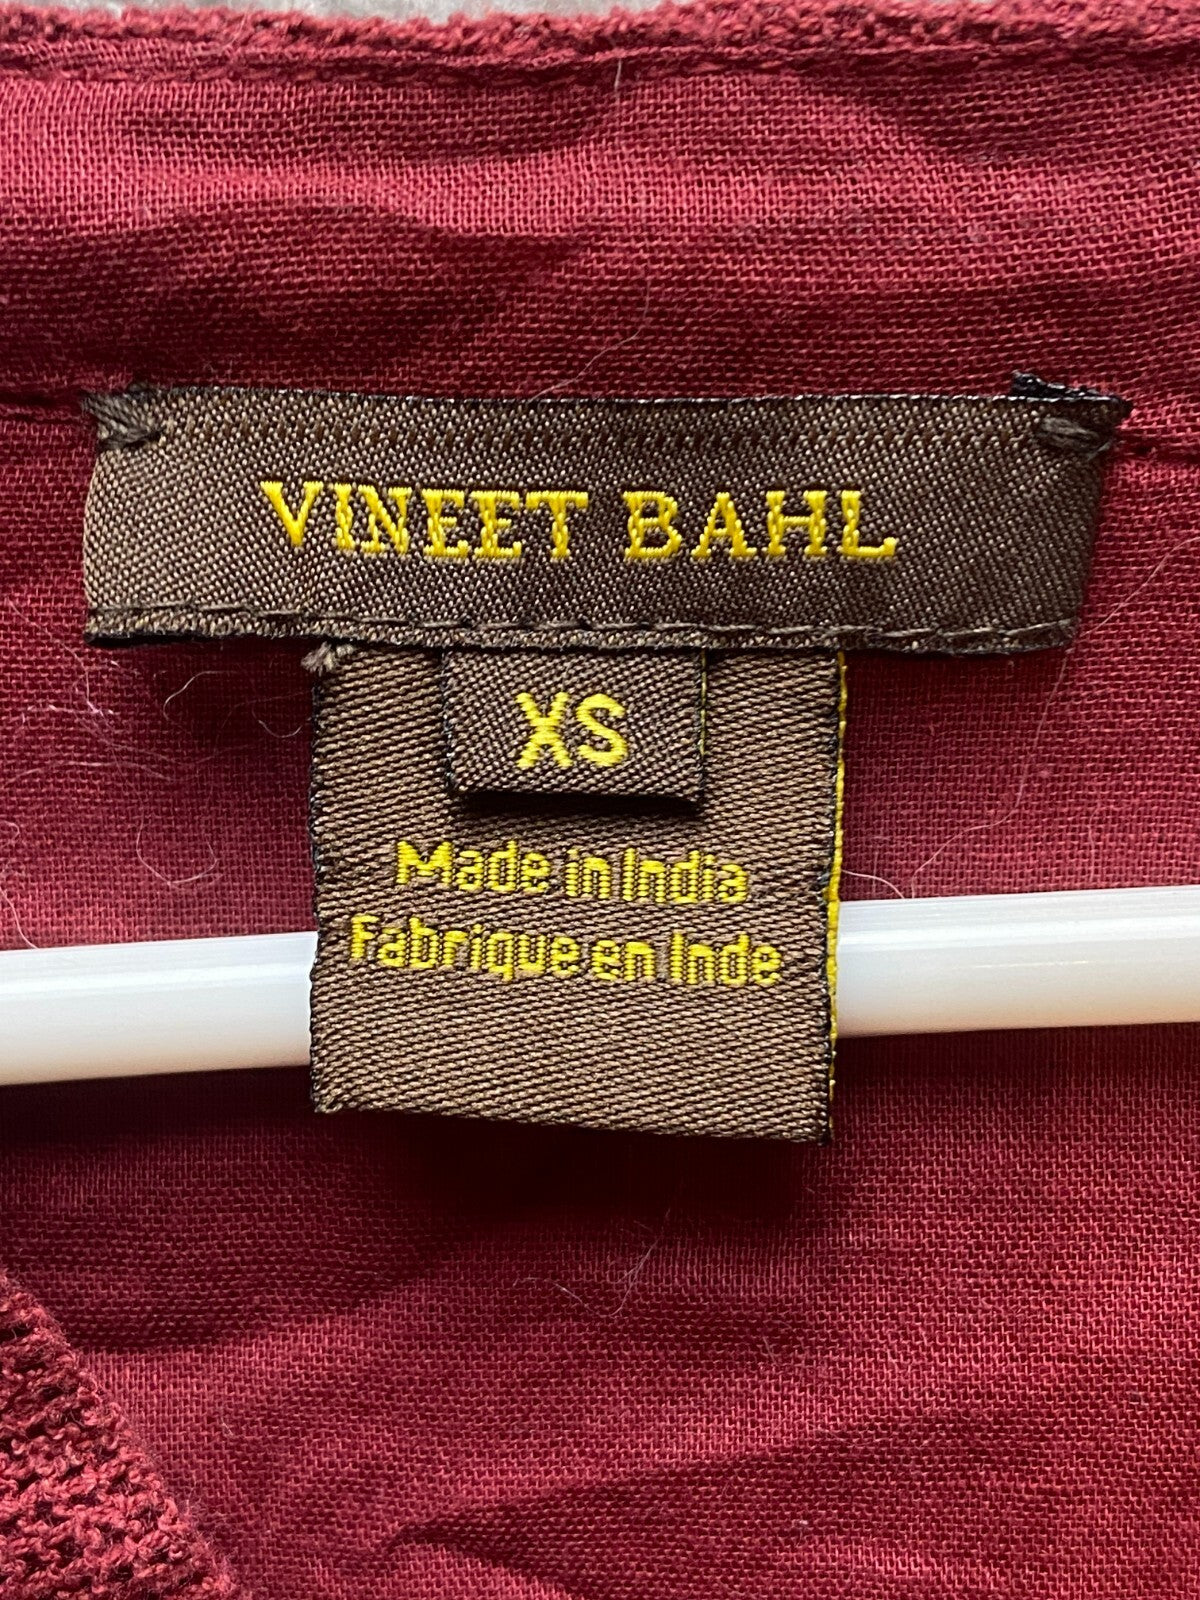 VINEET BAHL
XS
Made in India
Fabrique en Inde